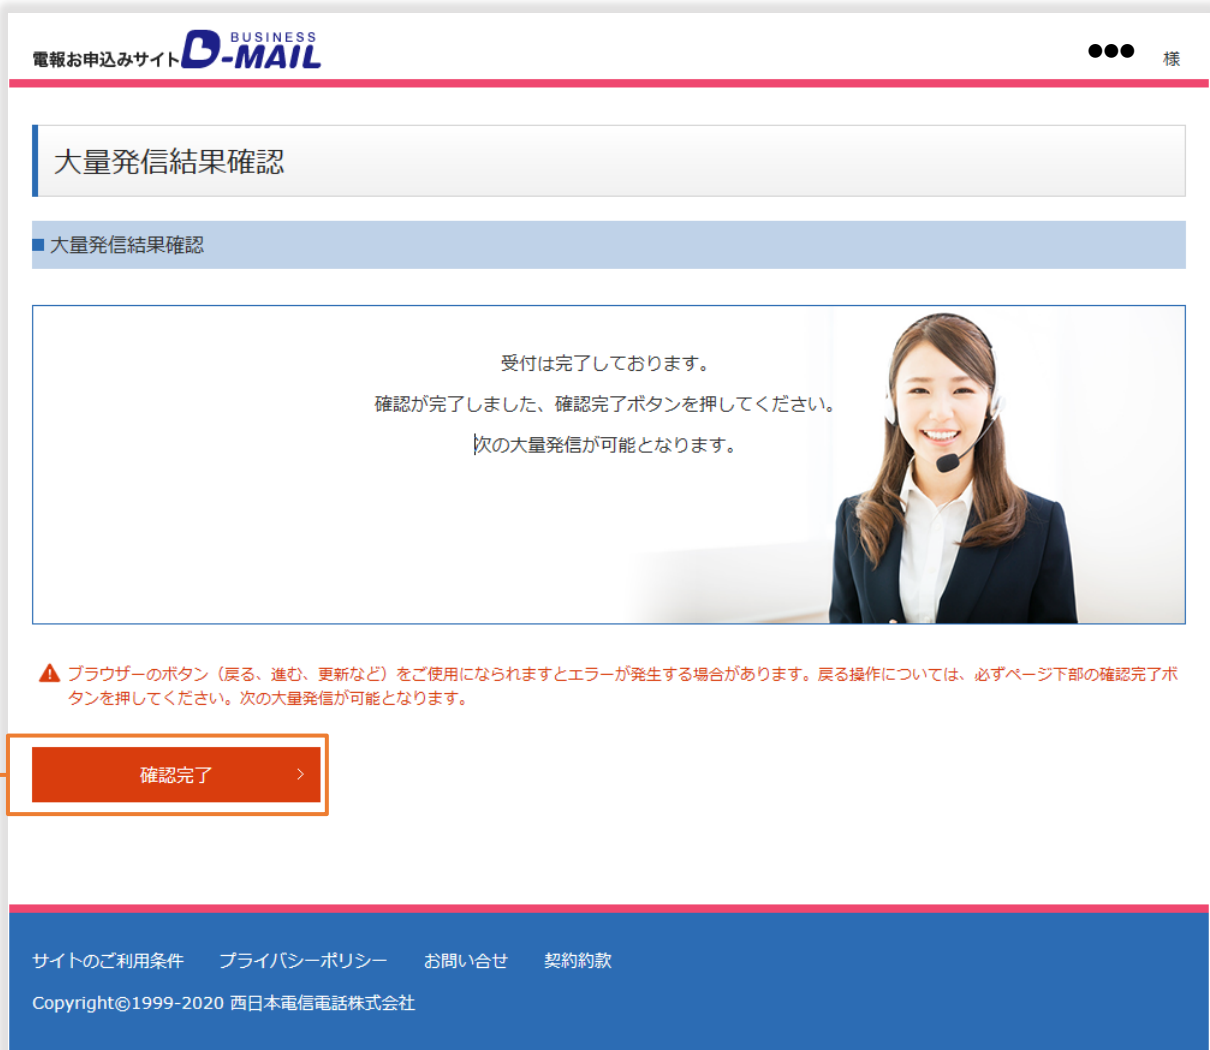 電報お申込みサイト BUSINESS D-MAIL
●●● 様
大量発信結果確認
大量発信結果確認
受付は完了しております。
確認が完了しました、確認完了ボタンを押してください。
次の大量発信が可能となります。
ブラウザーのボタン（戻る、進む、更新など）をご使用になられますとエラーが発生する場合があります。戻る操作については、必ずページ下部の確認完了ボ
タンを押してください。次の大量発信が可能となります。
確認完了
サイトのご利用条件 プライバシーポリシー お問い合せ 契約約款
Copyright©1999-2020 西日本電信電話株式会社